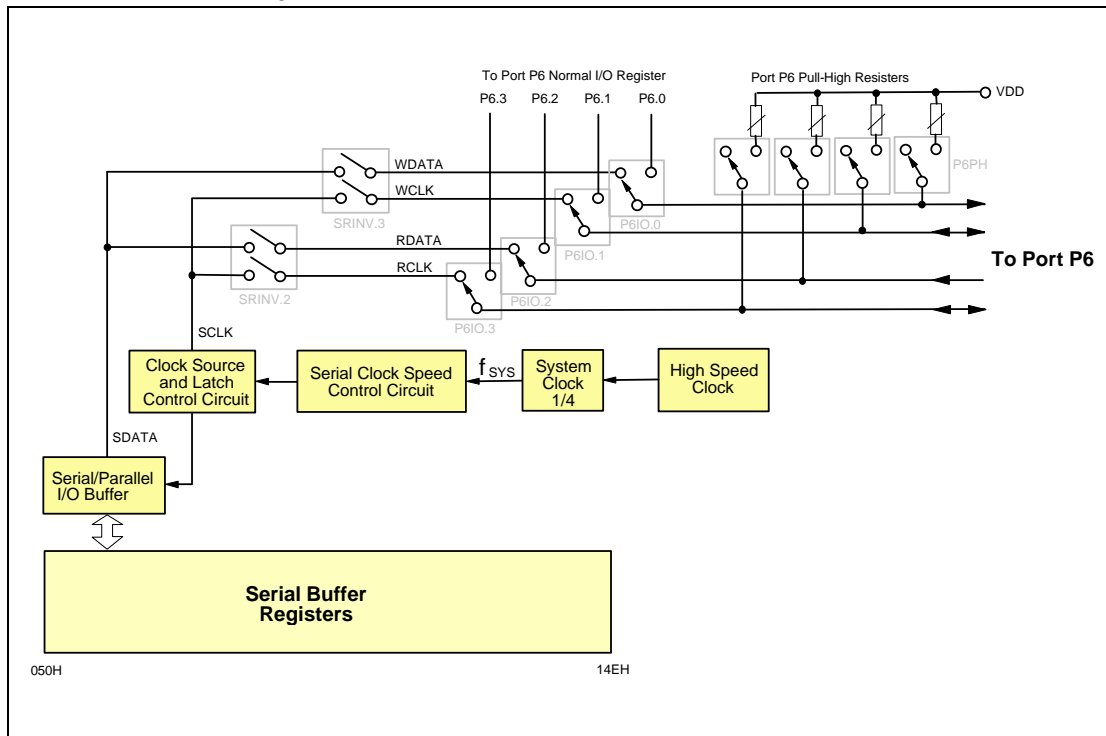 To Port P6 Normal I/O Register
Port P6 Pull-High Resisters
P6.3 P6.2 P6.1 P6.0
VDD
P6PH
WDATA
WCLK
SRINV.3
P6IO.0
RDATA
P6IO.1
To Port P6
RCLK
SRINV.2
P6IO.2
P6IO.3
SCLK
Clock Source
and Latch
Control Circuit
Serial Clock Speed
Control Circuit
f SYS
System
Clock
1/4
High Speed
Clock
SDATA
Serial/Parallel
I/O Buffer
Serial Buffer
Registers
050H
14EH